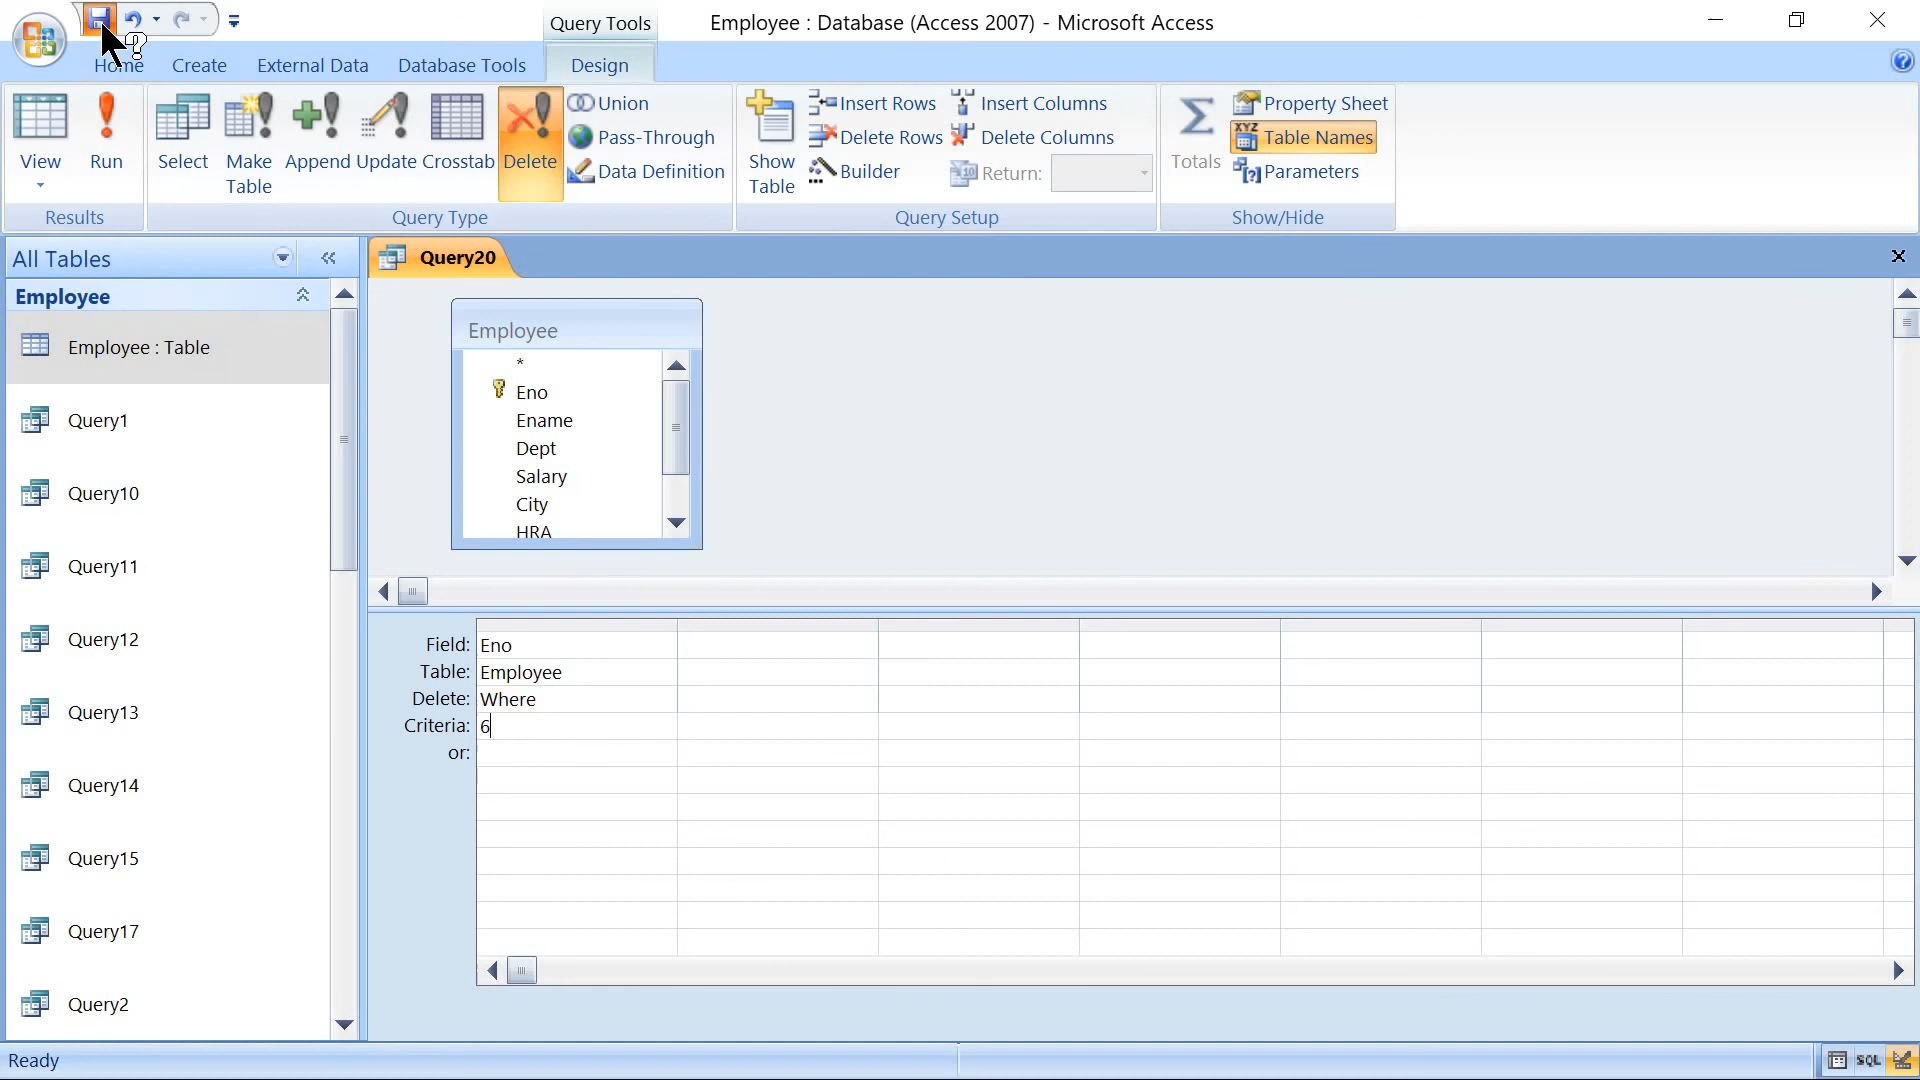 Query Tools
Employee : Database (Access 2007) - Microsoft Access
Home
Create
External Data
Database Tools
Design
View
Run
Results
Select
Make Table
Append
Update
Crosstab
Delete
Union
Pass-Through
Data Definition
Query Type
Show Table
Insert Rows
Delete Rows
Builder
Insert Columns
Delete Columns
Return:
Query Setup
Totals
Property Sheet
Table Names
Parameters
Show/Hide
All Tables
Employee
Employee : Table
Query1
Query10
Query11
Query12
Query13
Query14
Query15
Query17
Query2
Query20
Employee
*
Eno
Ename
Dept
Salary
City
HRA
Field: Eno
Table: Employee
Delete: Where
Criteria: 6
or:
Ready
SQL